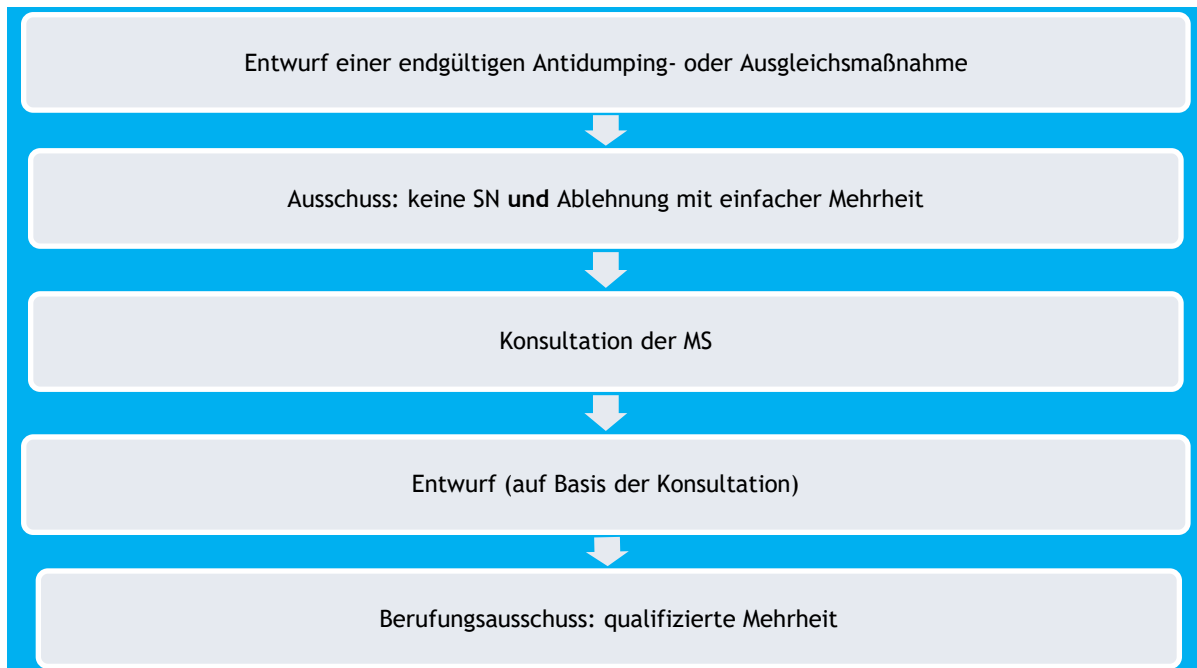 Entwurf einer endgültigen Antidumping- oder Ausgleichsmaßnahme
Ausschuss: keine SN und Ablehnung mit einfacher Mehrheit
Konsultation der MS
Entwurf (auf Basis der Konsultation)
Berufungsausschuss: qualifizierte Mehrheit